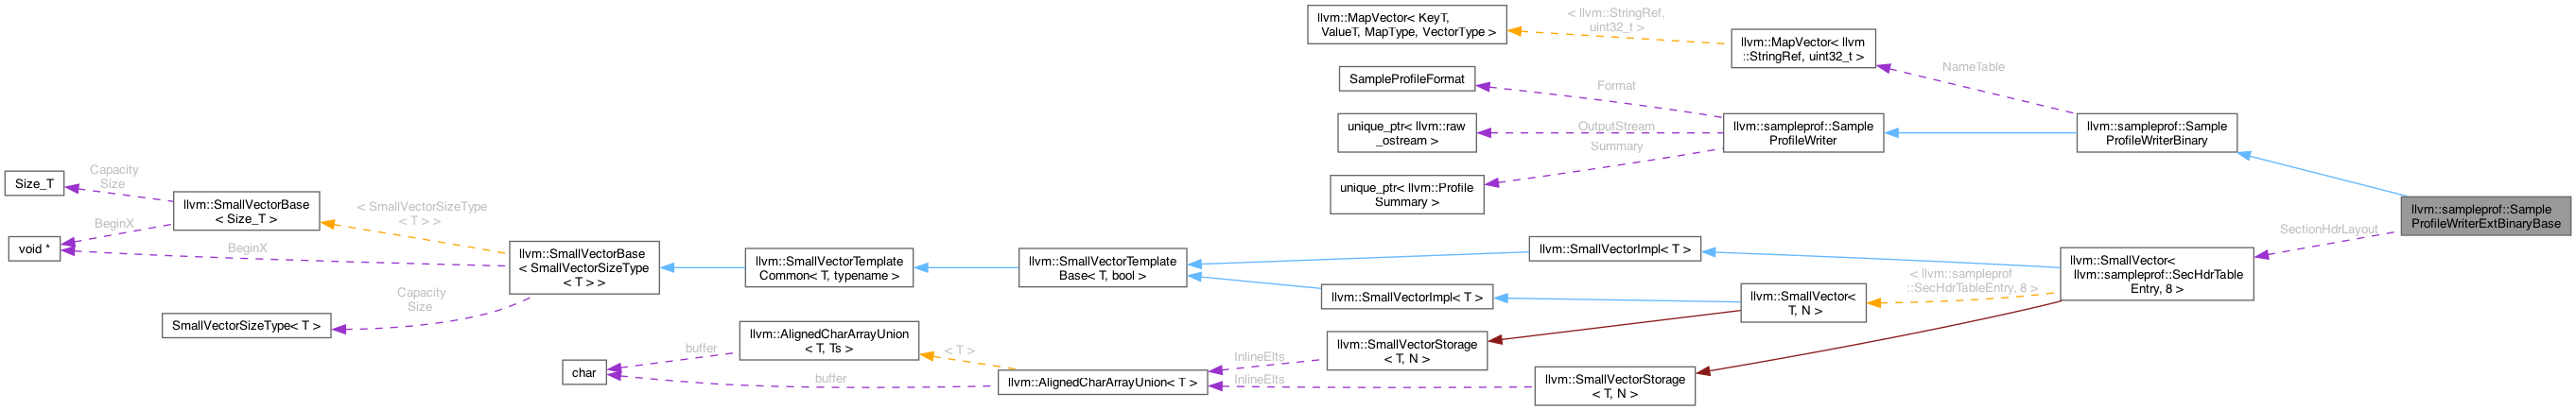 llvm::MapVector< KeyT,
ValueT, MapType, VectorType >
< llvm::StringRef,
uint32_t >
llvm::MapVector< llvm
::StringRef, uint32_t >
NameTable
SampleProfileFormat
Format
unique_ptr< llvm::raw
_ostream >
OutputStream
llvm::sampleprof::Sample
ProfileWriter
llvm::sampleprof::Sample
ProfileWriterBinary
Summary
unique_ptr< llvm::Profile
Summary >
Size_T
Capacity
Size
llvm::SmallVectorBase
< Size_T >
< SmallVectorSizeType
< T > >
llvm::sampleprof::Sample
ProfileWriterExtBinaryBase
void *
BeginX
BeginX
llvm::SmallVectorBase
< SmallVectorSizeType
< T > >
llvm::SmallVectorTemplate
Common< T, typename >
llvm::SmallVectorTemplate
Base< T, bool >
llvm::SmallVectorImpl< T >
SectionHdrLayout
llvm::SmallVector<
llvm::sampleprof::SecHdrTable
Entry, 8 >
< llvm::sampleprof
::SecHdrTableEntry, 8 >
llvm::SmallVectorImpl< T >
llvm::SmallVector<
T, N >
Capacity
Size
SmallVectorSizeType< T >
llvm::AlignedCharArrayUnion
< T, Ts >
< T >
llvm::SmallVectorStorage
< T, N >
InlineElts
buffer
char
buffer
llvm::AlignedCharArrayUnion< T >
InlineElts
llvm::SmallVectorStorage
< T, N >